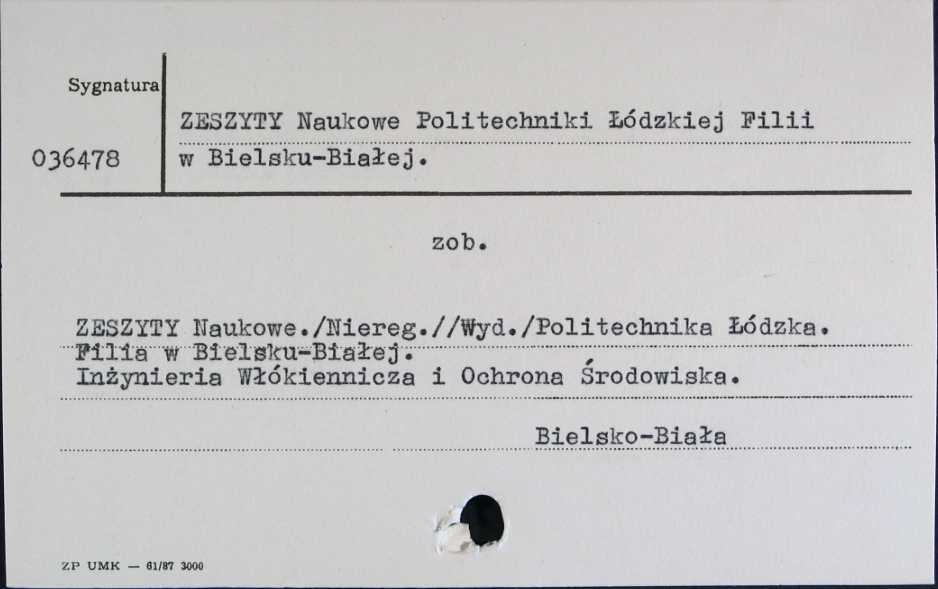 Sygnatura
ZESZYTY Naukowe Politechniki Łódzkiej Filii
036478
w Bielsku-Białej.
zob.
ZESZYTY Naukowe./Niereg.//Wyd./Politechnika Łódzka.
Filia w Bielsku-Białej.
Inżynieria Włókiennicza i Ochrona Środowiska.
Bielsko-Biała
ZP UMK — 61/87 3000